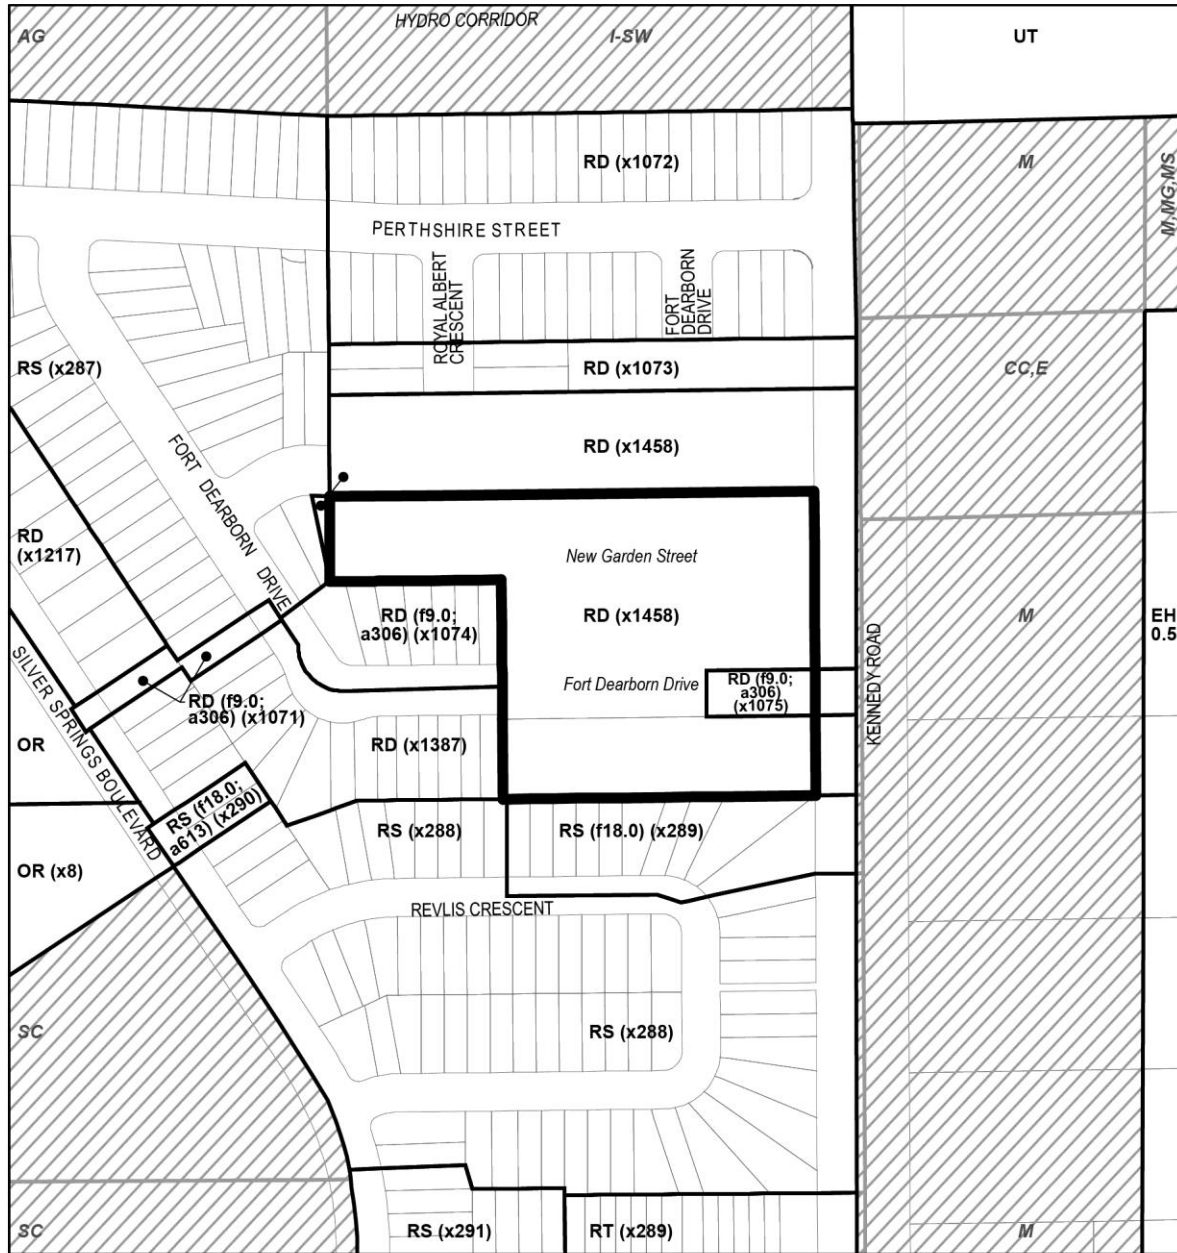 HYDRO CORRIDOR
AG
I-SW
UT
RD (x1072)
M
M,MG,MS
PERTHSHIRE STREET
ROYAL ALBERT
CRESCENT
FORT
DEARBORN
DRIVE
RS (x287)
RD (x1073)
CC,E
RD (x1458)
FORT DEARBORN DRIVE
RD
(x1217)
New Garden Street
RD (f9.0;
a306) (x1074)
RD (x1458)
M
EH
0.5
KENNEDY ROAD
SILVER SPRINGS BOULEVARD
Fort Dearborn Drive
RD (f9.0;
a306)
(x1075)
RD (f9.0;
a306) (x1071)
OR
RD (x1387)
RS (f18.0;
a613) (x290)
RS (x288)
RS (f18.0) (x289)
OR (x8)
REVLIS CRESCENT
SC
RS (x288)
SC
RS (x291)
RT (x289)
M